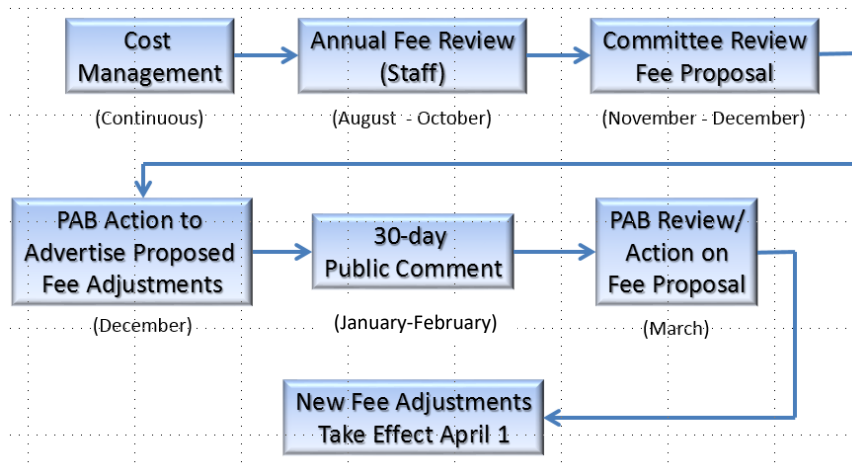 Cost
Management
(Continuous)
Annual Fee Review
(Staff)
(August - October)
Committee Review
Fee Proposal
(November - December)
PAB Action to
Advertise Proposed
Fee Adjustments
(December)
30-day
Public Comment
(January-February)
PAB Review/
Action on
Fee Proposal
(March)
New Fee Adjustments
Take Effect April 1